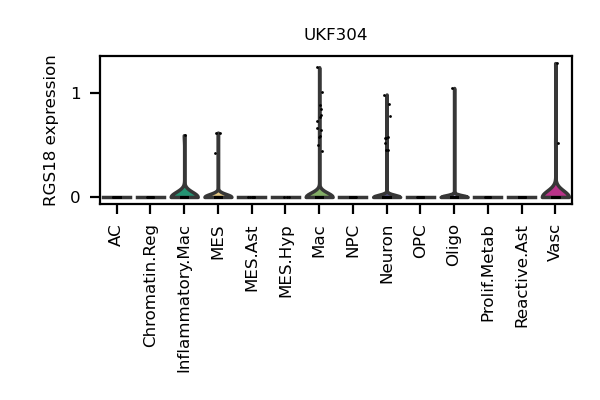 UKF304
RGS18 expression
1
0
AC
Chromatin.Reg
Inflammatory.Mac
MES
MES.Ast
MES.Hyp
Mac
NPC
Neuron
OPC
Oligo
Prolif.Metab
Reactive.Ast
Vasc